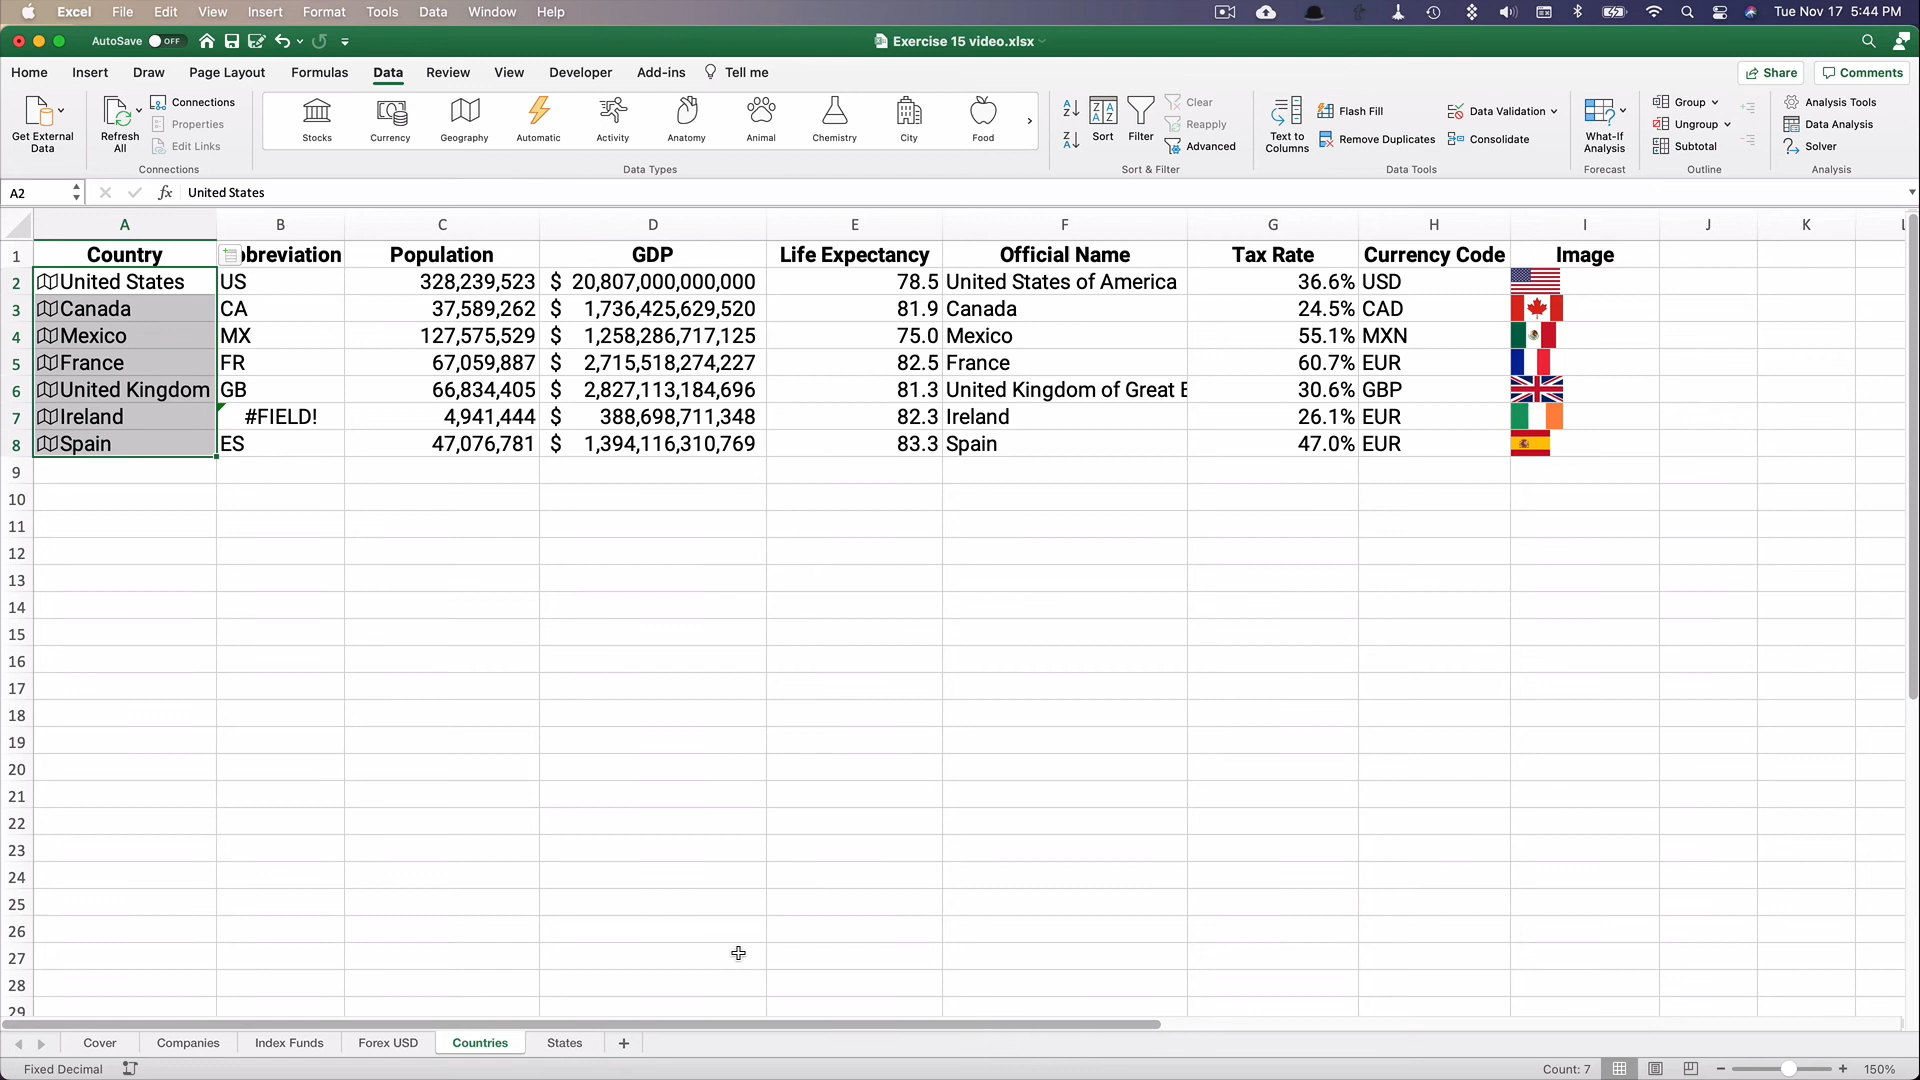 Excel File Edit View Insert Format Tools Data Window Help Tue Nov 17 5:44 PM
AutoSave OFF Exercise 15 video.xlsx
Home Insert Draw Page Layout Formulas Data Review View Developer Add-ins Tell me Share Comments
Get External Data
Refresh All
Connections
Properties
Edit Links
Connections
Stocks Currency Geography Automatic Activity Anatomy Animal Chemistry City Food
Data Types
Sort Filter
Clear
Reapply
Advanced
Sort & Filter
Text to Columns
Flash Fill
Remove Duplicates
Data Validation
Consolidate
Data Tools
What-If Analysis
Forecast
Group
Ungroup
Subtotal
Outline
Analysis Tools
Data Analysis
Solver
Analysis
A2 fx United States
A B C D E F G H I J K L
1 Country bbreviation Population GDP Life Expectancy Official Name Tax Rate Currency Code Image
2 United States US 328,239,523 $ 20,807,000,000,000 78.5 United States of America 36.6% USD
3 Canada CA 37,589,262 $ 1,736,425,629,520 81.9 Canada 24.5% CAD
4 Mexico MX 127,575,529 $ 1,258,286,717,125 75.0 Mexico 55.1% MXN
5 France FR 67,059,887 $ 2,715,518,274,227 82.5 France 60.7% EUR
6 United Kingdom GB 66,834,405 $ 2,827,113,184,696 81.3 United Kingdom of Great 30.6% GBP
7 Ireland #FIELD! 4,941,444 $ 388,698,711,348 82.3 Ireland 26.1% EUR
8 Spain ES 47,076,781 $ 1,394,116,310,769 83.3 Spain 47.0% EUR
9
10
11
12
13
14
15
16
17
18
19
20
21
22
23
24
25
26
27
28
29
Cover Companies Index Funds Forex USD Countries States +
Fixed Decimal Count: 7 − + 150%